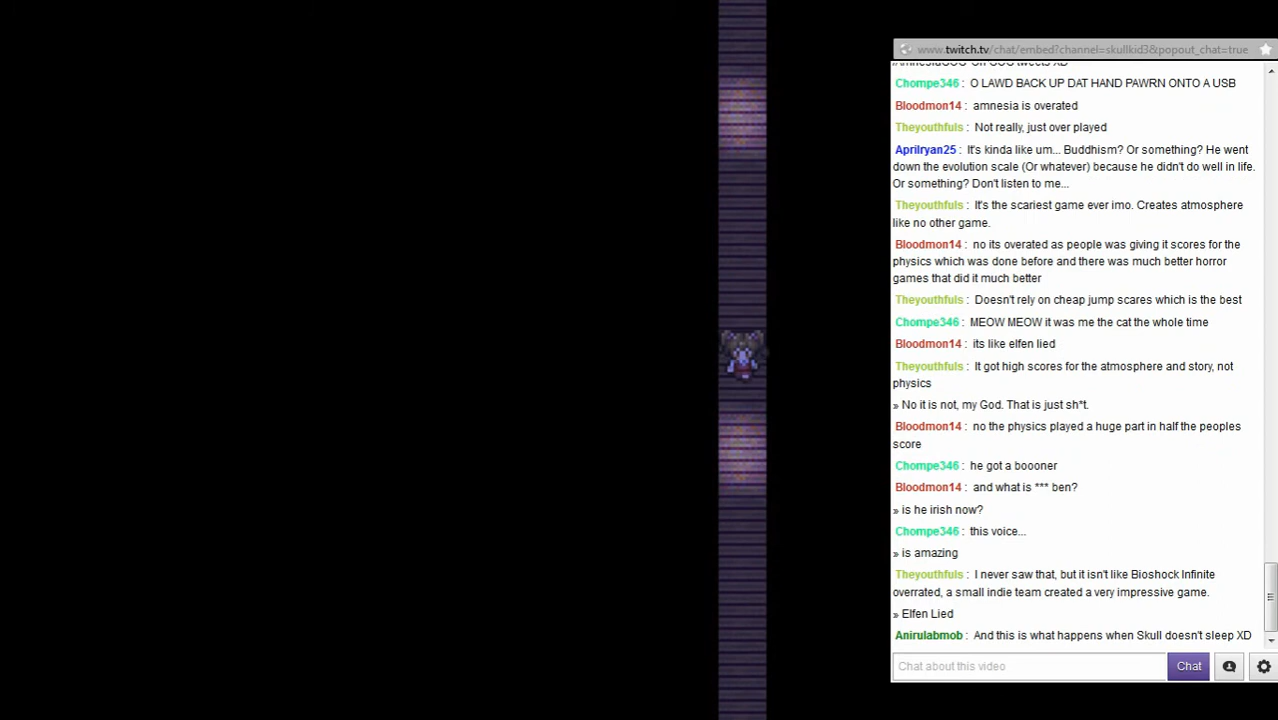 www.twitch.tv/chat/embed?channel=skullkid3&popout_chat=true
Chompe346: O LAWD BACK UP DAT HAND PAWRN ONTO A USB
Bloodmon14: amnesia is overated
Theyouthfuls: Not really, just over played
Aprilryan25: It's kinda like um... Buddhism? Or something? He went
down the evolution scale (Or whatever) because he didn't do well in life.
Or something? Don't listen to me...
Theyouthfuls: It's the scariest game ever imo. Creates atmosphere
like no other game.
Bloodmon14: no its overated as people was giving it scores for the
physics which was done before and there was much better horror
games that did it much better
Theyouthfuls: Doesn't rely on cheap jump scares which is the best
Chompe346: MEOW MEOW it was me the cat the whole time
Bloodmon14: its like elfen lied
Theyouthfuls: It got high scores for the atmosphere and story, not
physics
» No it is not, my God. That is just sh*t.
Bloodmon14: no the physics played a huge part in half the peoples
score
Chompe346: he got a boooner
Bloodmon14: and what is *** ben?
» is he irish now?
Chompe346: this voice...
» is amazing
Theyouthfuls: I never saw that, but it isn't like Bioshock Infinite
overrated, a small indie team created a very impressive game.
» Elfen Lied
Anirulabmob: And this is what happens when Skull doesn't sleep XD
Chat about this video
Chat